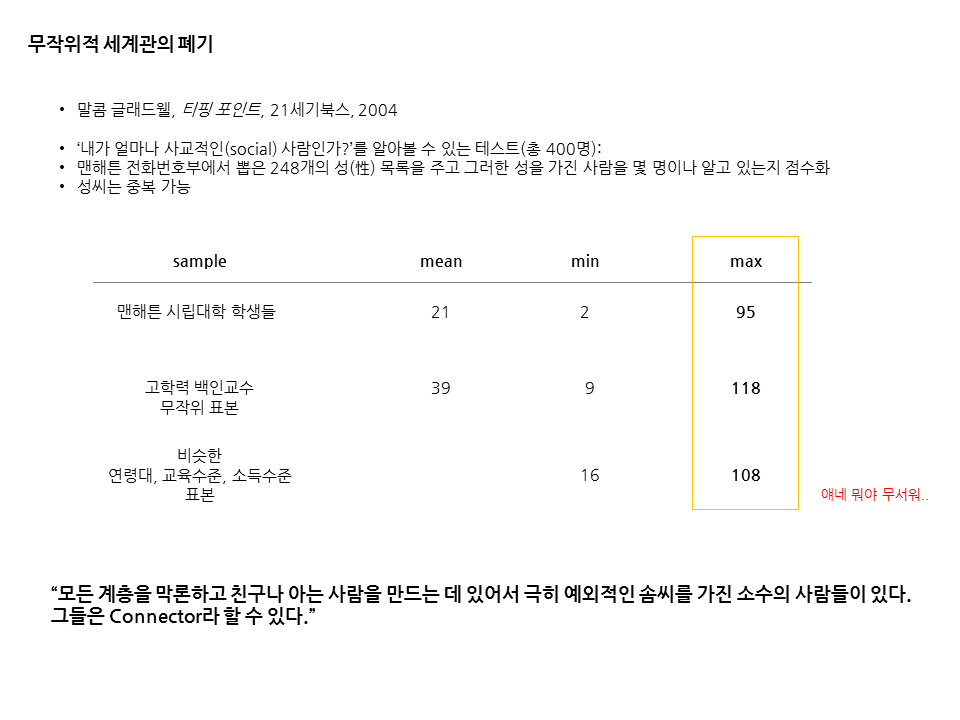 무작위적 세계관의 폐기
• 말콤 글래드웰, 티핑 포인트, 21세기북스, 2004
• ‘내가 얼마나 사교적인(social) 사람인가?’를 알아볼 수 있는 테스트(총 400명):
• 맨해튼 전화번호부에서 뽑은 248개의 성(性) 목록을 주고 그러한 성을 가진 사람을 몇 명이나 알고 있는지 점수화
• 성씨는 중복 가능
sample mean min max
맨해튼 시립대학 학생들 21 2 95
고학력 백인교수 39 9 118
무작위 표본
비슷한
연령대, 교육수준, 소득수준 16 108
표본
얘네 뭐야 무서워..
“모든 계층을 막론하고 친구나 아는 사람을 만드는 데 있어서 극히 예외적인 솜씨를 가진 소수의 사람들이 있다.
그들은 Connector라 할 수 있다.”